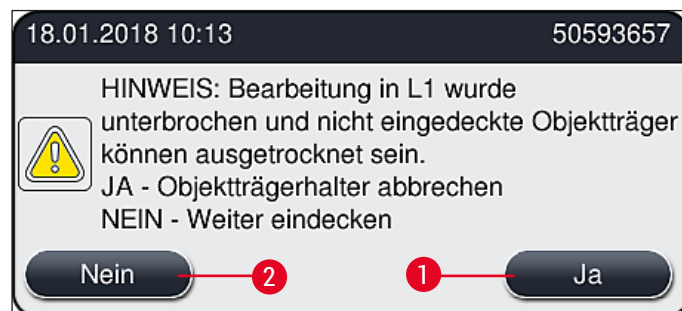 18.01.2018 10:13 50593657
HINWEIS: Bearbeitung in L1 wurde
unterbrochen und nicht eingedeckte Objektträger
können ausgetrocknet sein.
JA - Objektträgerhalter abbrechen
NEIN - Weiter eindecken
Nein 2 1 Ja